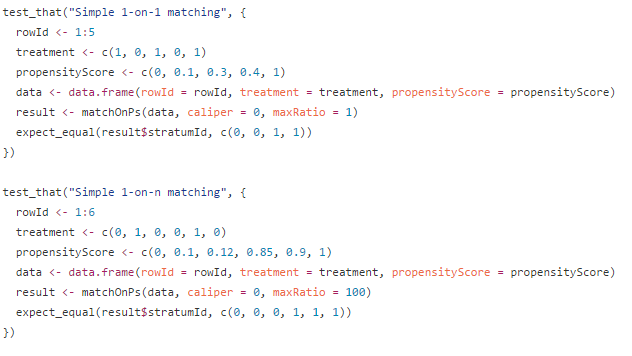 test_that("Simple 1-on-1 matching", {
  rowId <- 1:5
  treatment <- c(1, 0, 1, 0, 1)
  propensityScore <- c(0, 0.1, 0.3, 0.4, 1)
  data <- data.frame(rowId = rowId, treatment = treatment, propensityScore = propensityScore)
  result <- matchOnPs(data, caliper = 0, maxRatio = 1)
  expect_equal(result$stratumId, c(0, 0, 1, 1))
})

test_that("Simple 1-on-n matching", {
  rowId <- 1:6
  treatment <- c(0, 1, 0, 0, 1, 0)
  propensityScore <- c(0, 0.1, 0.12, 0.85, 0.9, 1)
  data <- data.frame(rowId = rowId, treatment = treatment, propensityScore = propensityScore)
  result <- matchOnPs(data, caliper = 0, maxRatio = 100)
  expect_equal(result$stratumId, c(0, 0, 0, 1, 1, 1))
})